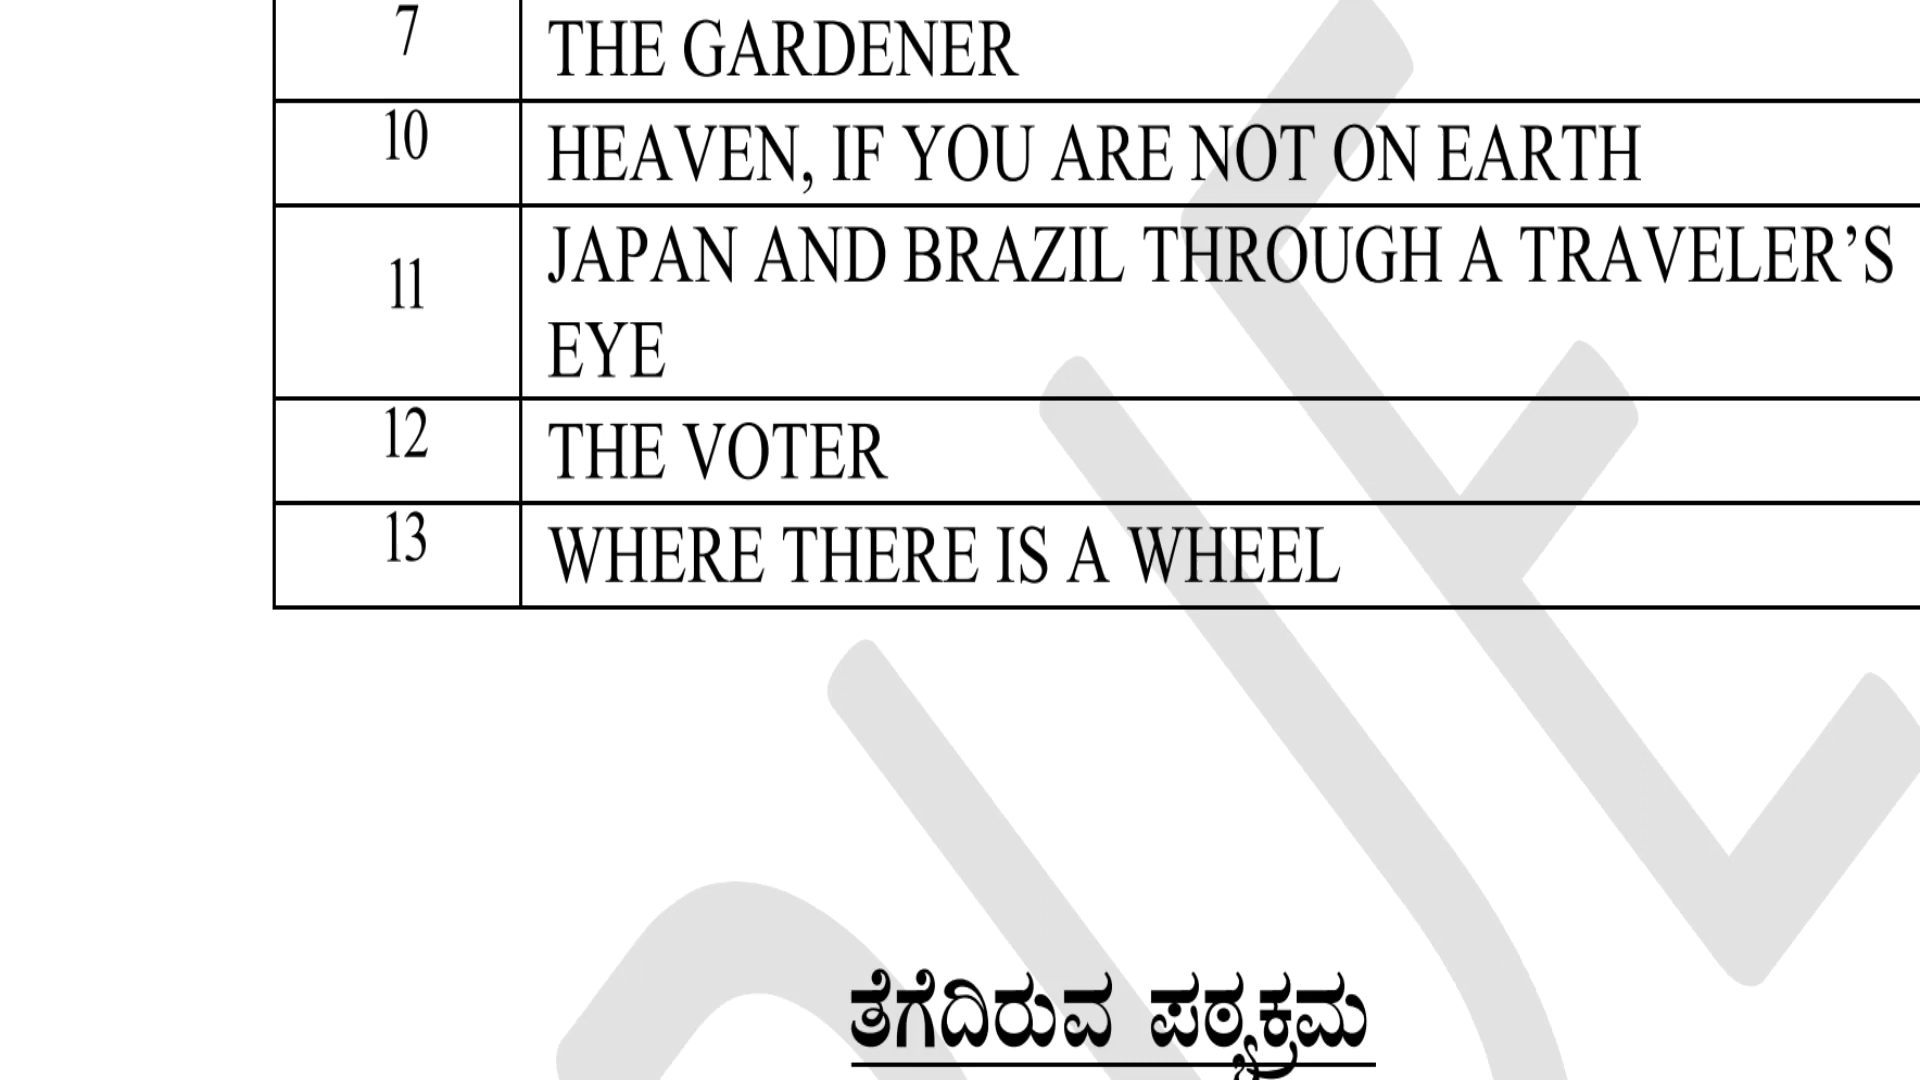 7 THE GARDENER
10 HEAVEN, IF YOU ARE NOT ON EARTH
11 JAPAN AND BRAZIL THROUGH A TRAVELER’S
EYE
12 THE VOTER
13 WHERE THERE IS A WHEEL
ತೆಗೆದಿರುವ ಪಠ್ಯಕ್ರಮ